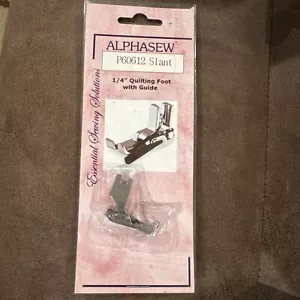 ALPHASEW
P60612 Slant
1/4" Quilting Foot
with Guide
Essential Sewing Solutions